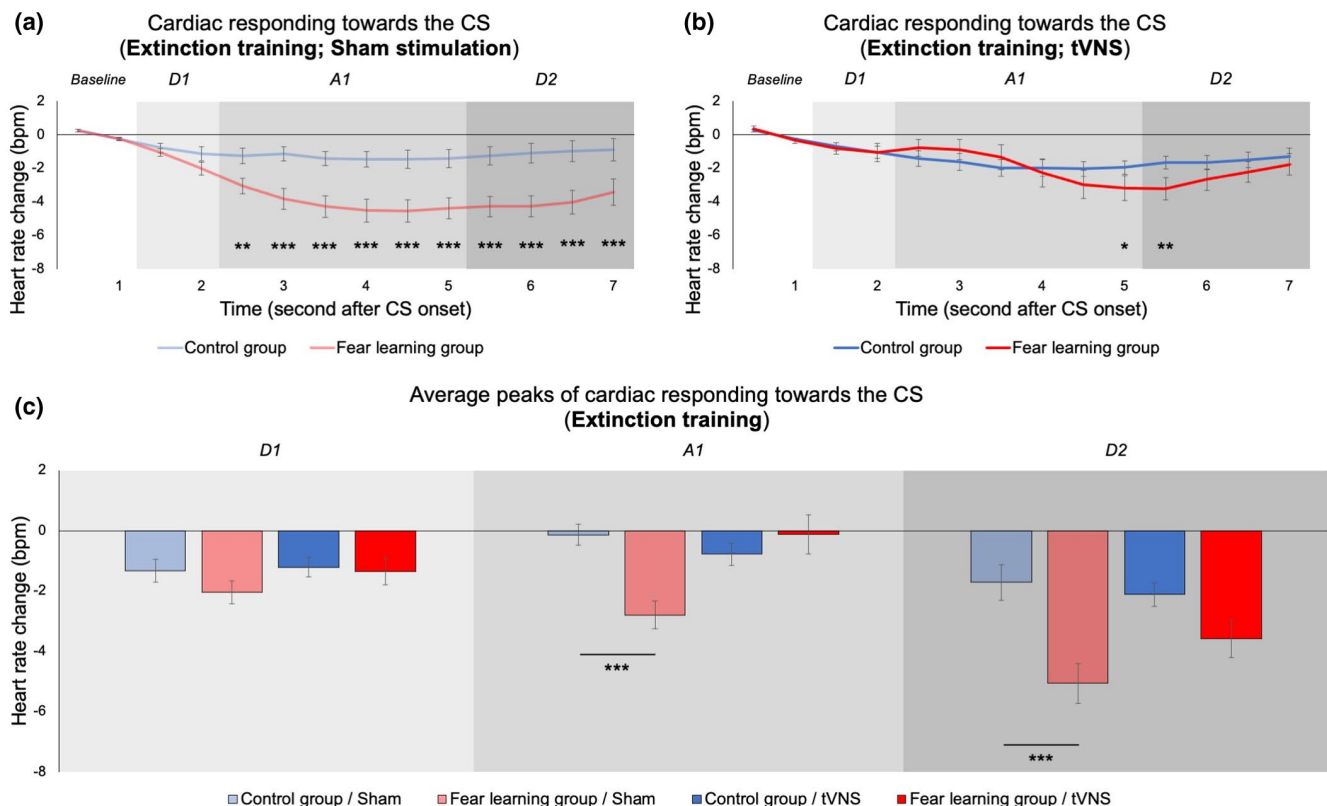 (a)
Cardiac responding towards the CS
(Extinction training; Sham stimulation)
Baseline D1 A1 D2
Heart rate change (bpm)
2
0
-2
-4
-6
-8
** *** *** *** *** *** *** *** *** ***
1 2 3 4 5 6 7
Time (second after CS onset)
Control group Fear learning group
(b)
Cardiac responding towards the CS
(Extinction training; tVNS)
Baseline D1 A1 D2
Heart rate change (bpm)
2
0
-2
-4
-6
-8
* **
1 2 3 4 5 6 7
Time (second after CS onset)
Control group Fear learning group
(c)
Average peaks of cardiac responding towards the CS
(Extinction training)
D1 A1 D2
Heart rate change (bpm)
2
0
-2
-4
-6
-8
***
***
Control group / Sham Fear learning group / Sham Control group / tVNS Fear learning group / tVNS